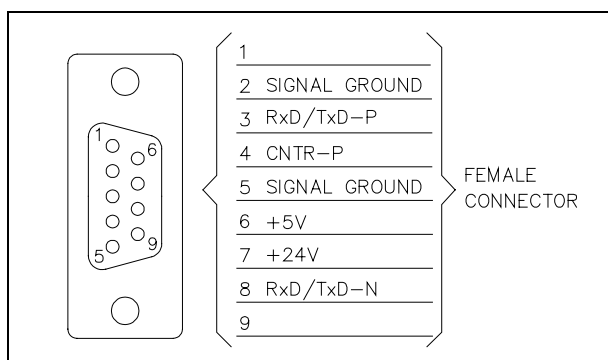 1
6
5
9
1
2 SIGNAL GROUND
3 RxD/TxD-P
4 CNTR-P
5 SIGNAL GROUND
6 +5V
7 +24V
8 RxD/TxD-N
9
FEMALE
CONNECTOR